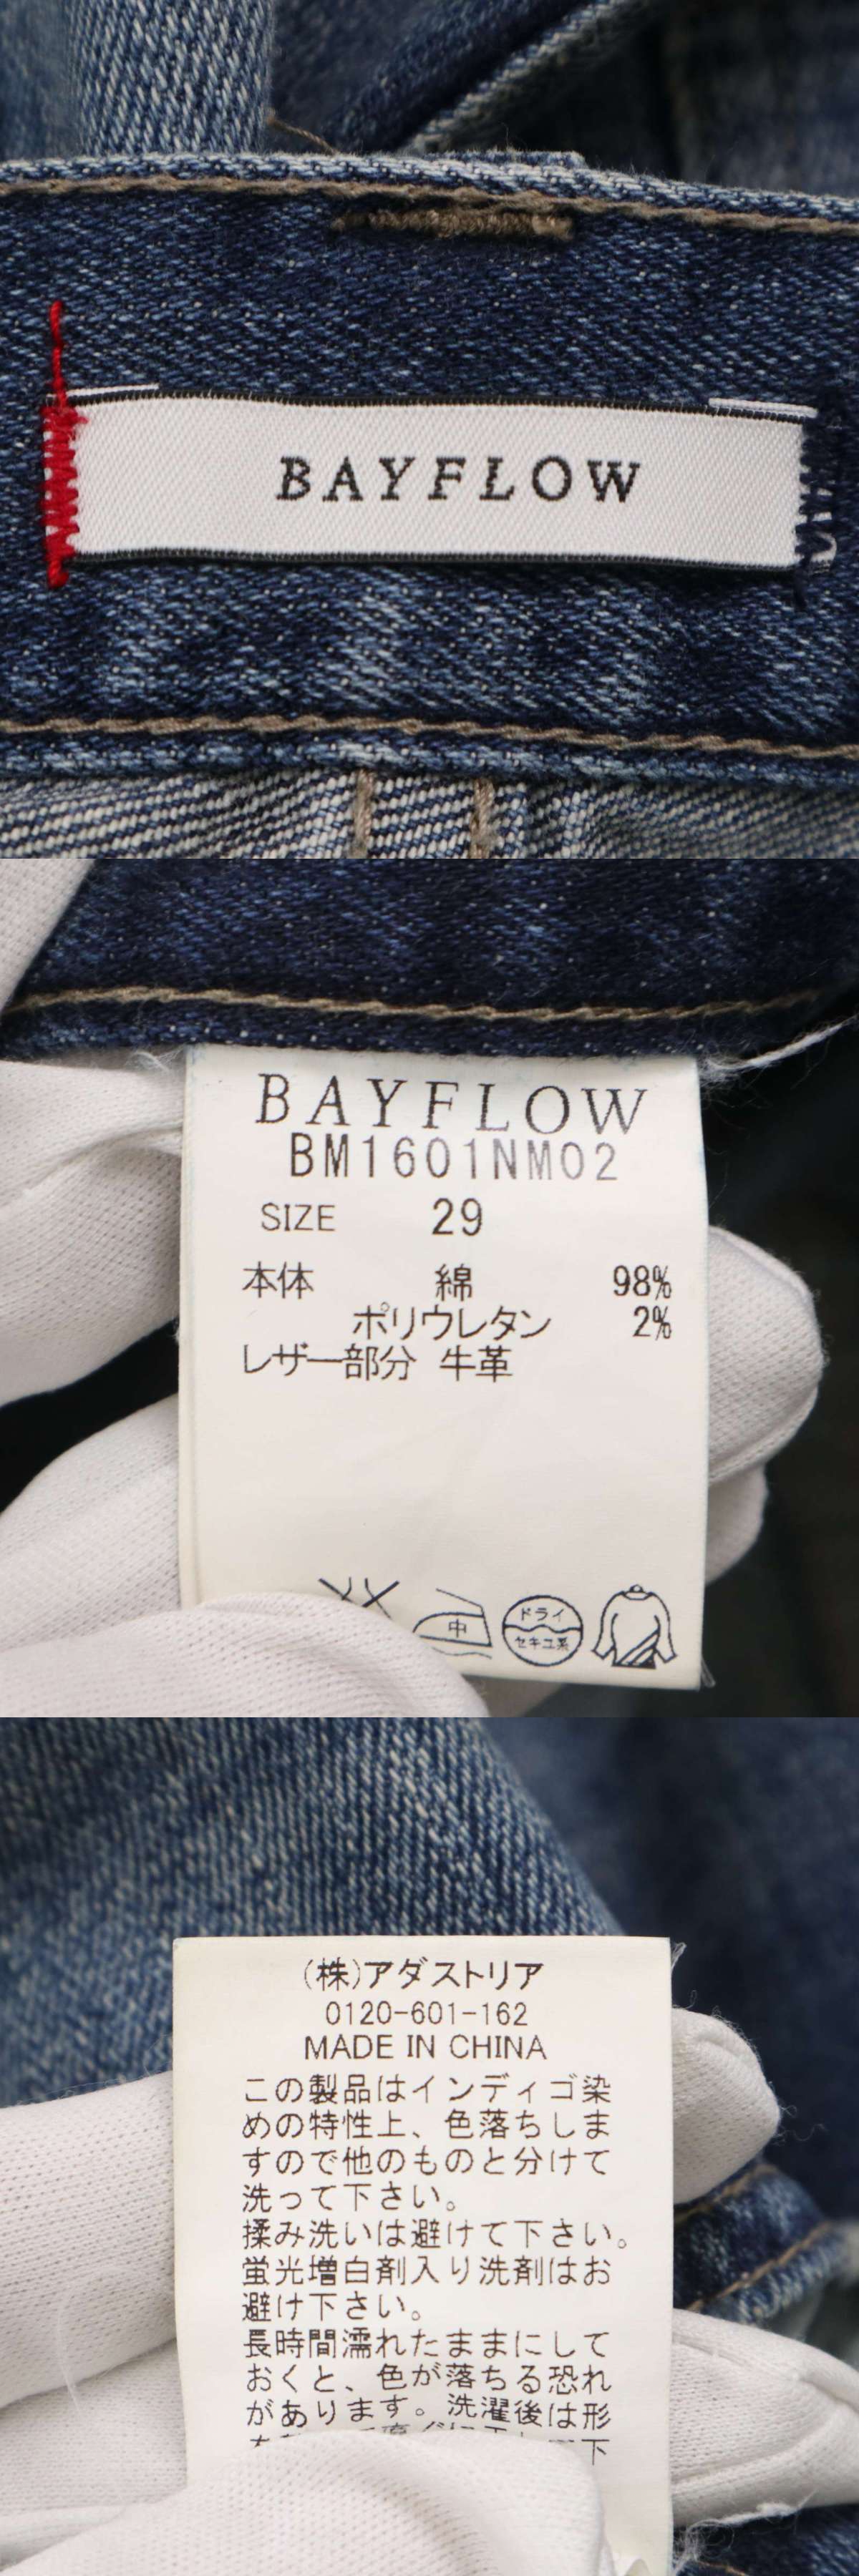 BAYFLOW
BAYFLOW
BM1601NM02
SIZE 29
本体 綿 98%
ポリウレタン 2%
レザー部分 牛革
中
ドライ
セキユ系
(株)アダストリア
0120-601-162
MADE IN CHINA
この製品はインディゴ染
めの特性上、色落ちしま
すので他のものと分けて
洗って下さい。
揉み洗いは避けて下さい。
蛍光増白剤入り洗剤はお
避け下さい。
長時間濡れたままにして
おくと、色が落ちる恐れ
があります。洗濯後は形
下